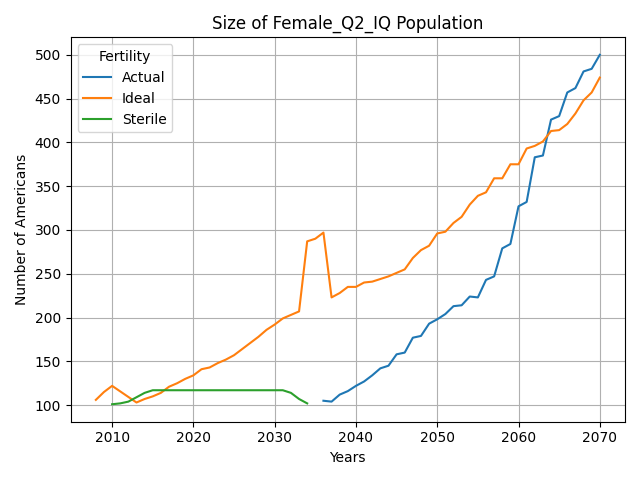 Size of Female_Q2_IQ Population
Fertility
Actual
Ideal
Sterile
500
450
400
350
300
250
200
150
100
Number of Americans
2010 2020 2030 2040 2050 2060 2070
Years